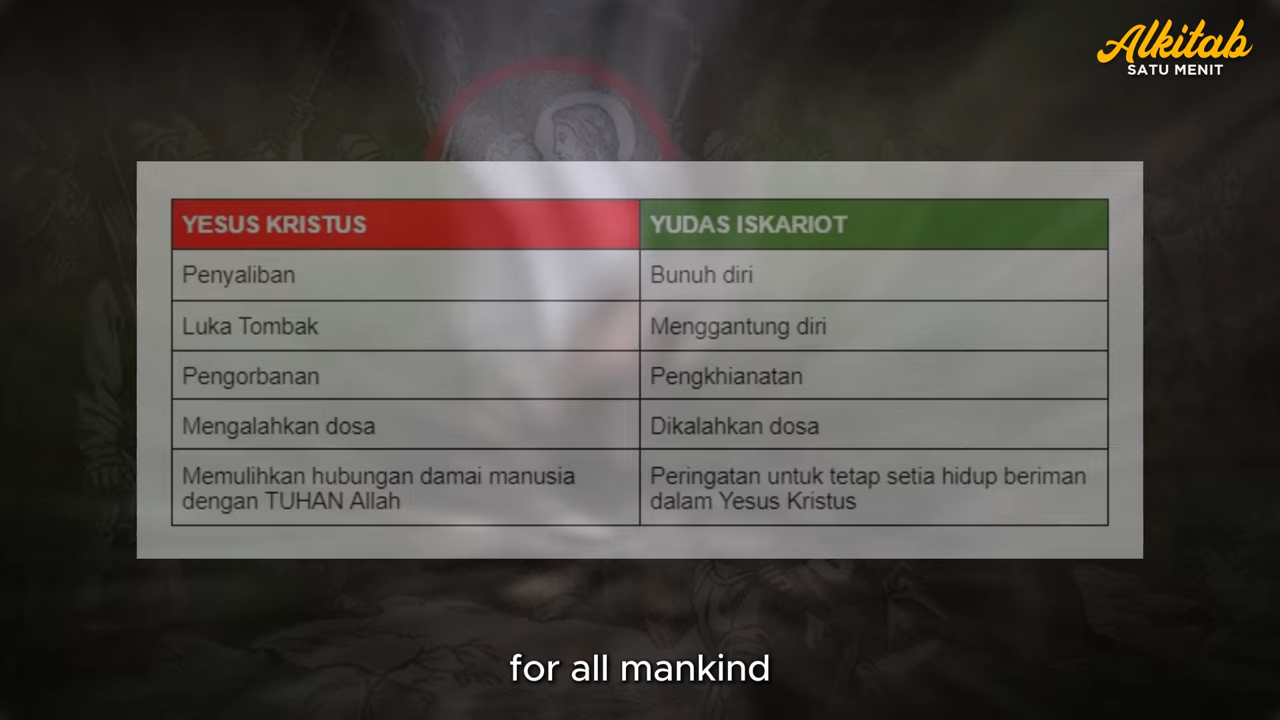 Alkitab
SATU MENIT
YESUS KRISTUS
YUDAS ISKARIOT
Penyaliban
Bunuh diri
Luka Tombak
Menggantung diri
Pengorbanan
Pengkhianatan
Mengalahkan dosa
Dikalahkan dosa
Memulihkan hubungan damai manusia
dengan TUHAN Allah
Peringatan untuk tetap setia hidup beriman
dalam Yesus Kristus
for all mankind